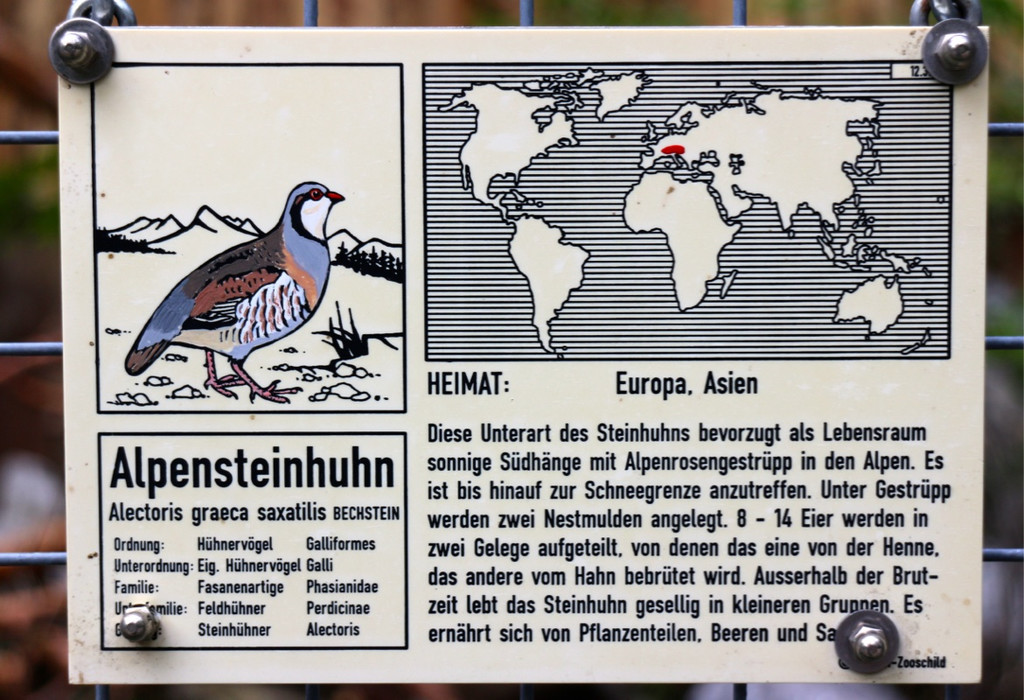 12.
HEIMAT: Europa, Asien
Diese Unterart des Steinhuhns bevorzugt als Lebensraum
sonnige Südhänge mit Alpenrosengestrüpp in den Alpen. Es
ist bis hinauf zur Schneegrenze anzutreffen. Unter Gestrüpp
werden zwei Nestmulden angelegt. 8 - 14 Eier werden in
zwei Gelege aufgeteilt, von denen das eine von der Henne,
das andere vom Hahn bebrütet wird. Ausserhalb der Brut-
zeit lebt das Steinhuhn gesellig in kleineren Gruppen. Es
ernährt sich von Pflanzenteilen, Beeren und
-Zooschild
Alpensteinhuhn
Alectoris graeca saxatilis BECHSTEIN
Ordnung: Hühnervögel Galliformes
Unterordnung: Eig. Hühnervögel Galli
Familie: Fasanenartige Phasianidae
Unterfamilie: Feldhühner Perdicinae
Steinhühner Alectoris